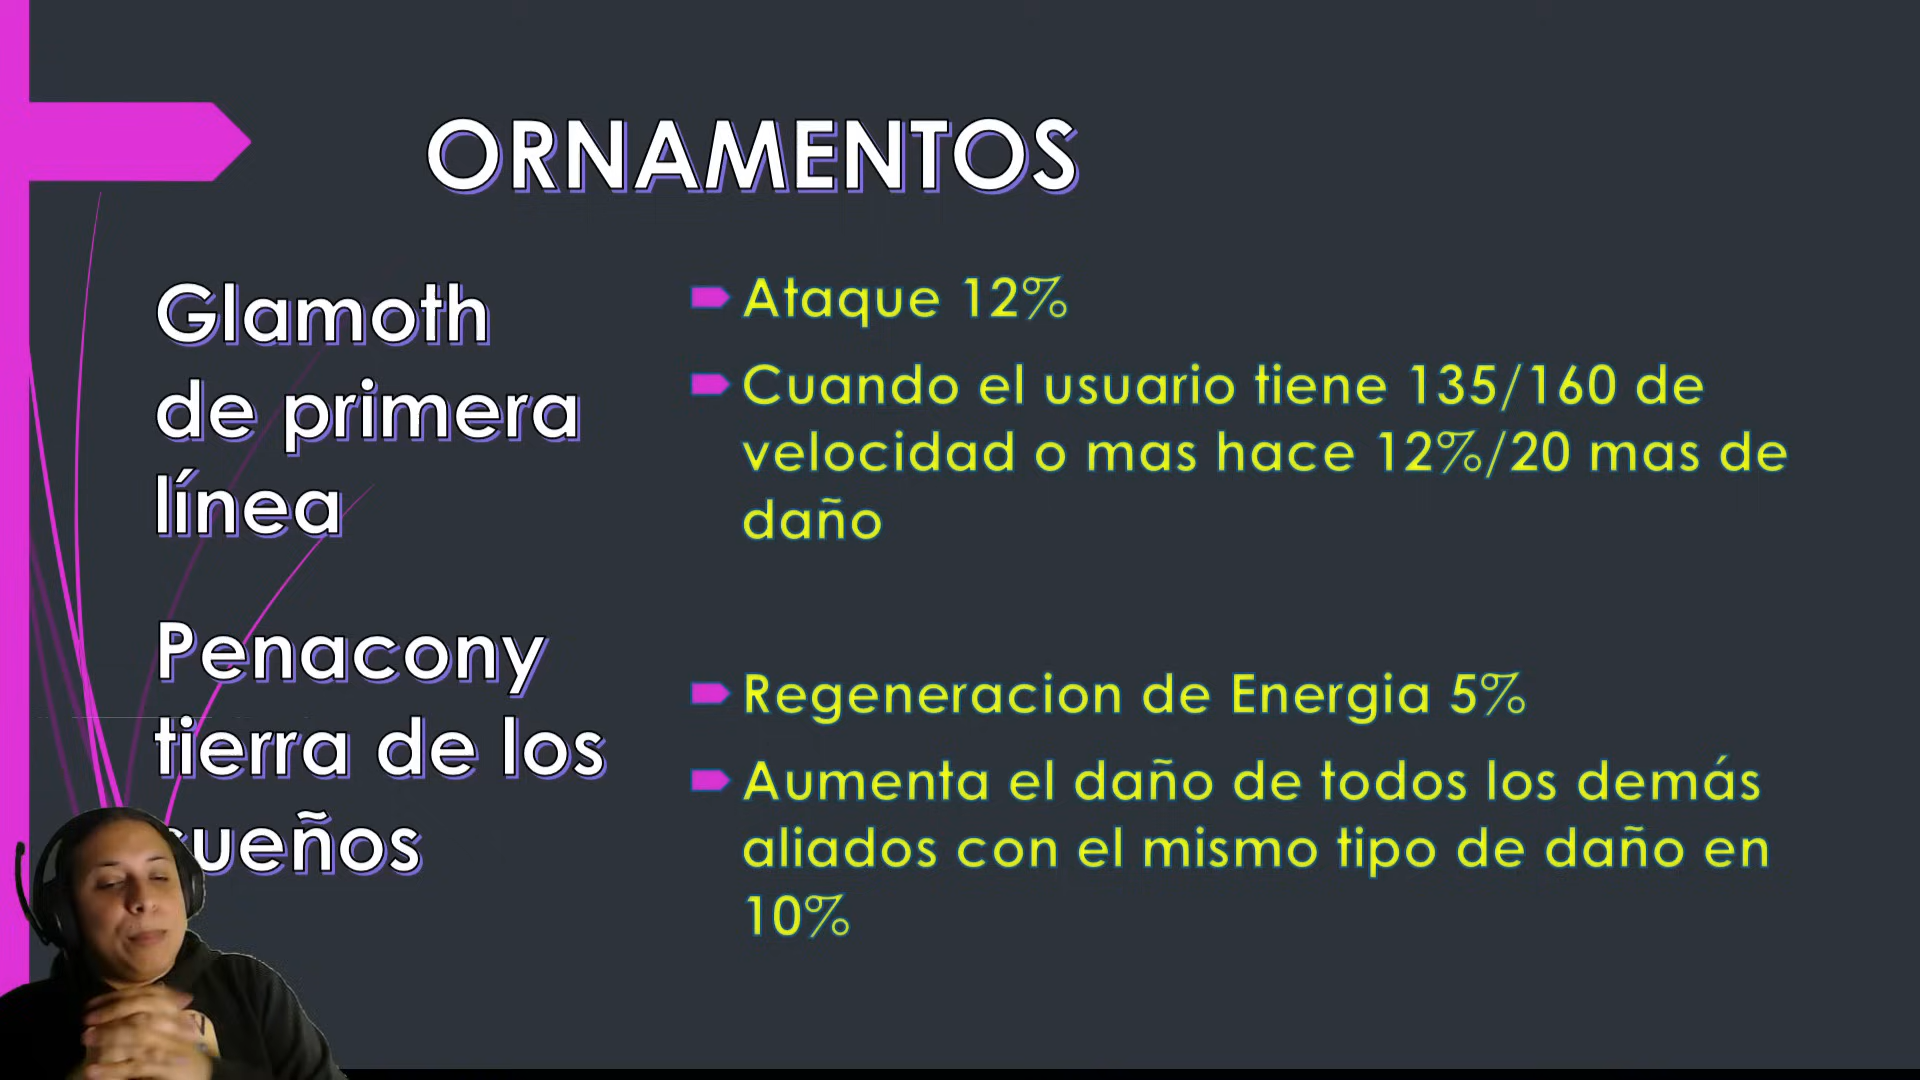 ORNAMENTOS
Glamoth
de primera
línea
Ataque 12%
Cuando el usuario tiene 135/160 de
velocidad o mas hace 12%/20 mas de
daño
Penacony
tierra de los
sueños
Regeneracion de Energia 5%
Aumenta el daño de todos los demás
aliados con el mismo tipo de daño en
10%